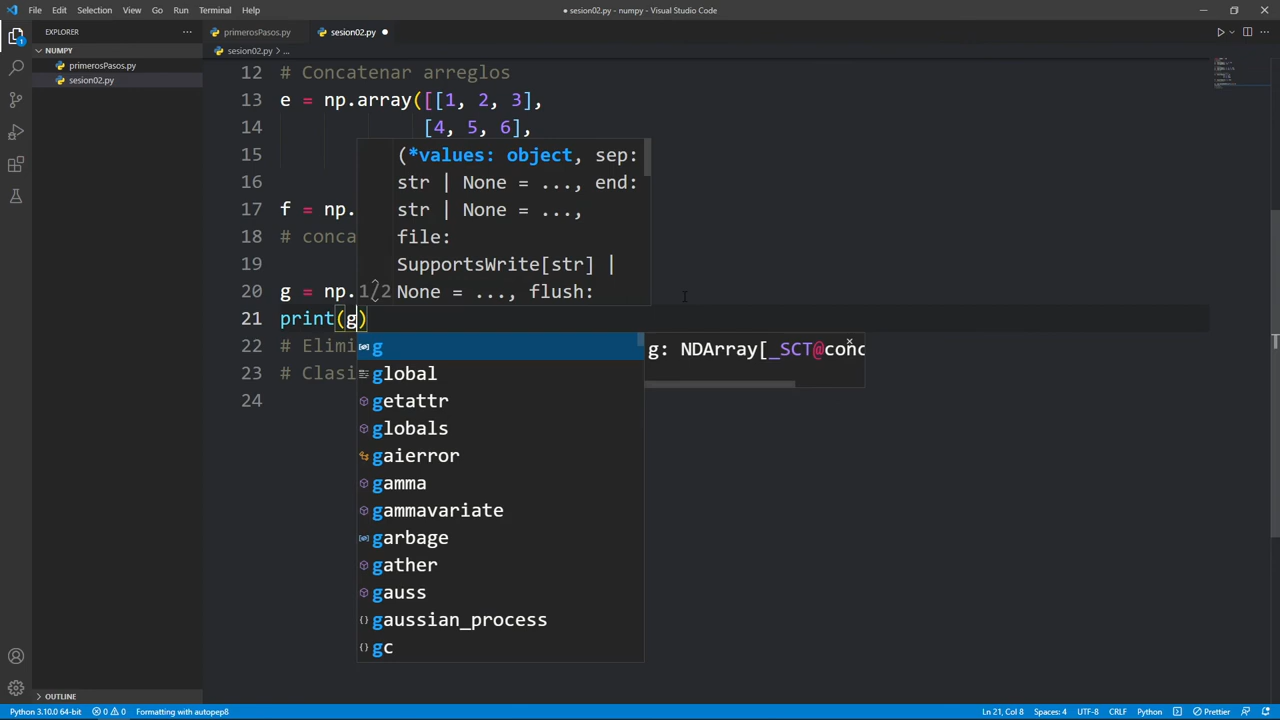 File Edit Selection View Go Run Terminal Help
● sesion02.py - numpy - Visual Studio Code
EXPLORER
NUMPY
primerosPasos.py
sesion02.py
OUTLINE
primerosPasos.py
sesion02.py
sesion02.py > ...
12 # Concatenar arreglos
13 e = np.array([[1, 2, 3],
14 [4, 5, 6],
15
16
17 f = np.
18 # conca
19
20 g = np.
21 print(g)
22 # Elimi
23 # Clasi
24
(*values: object, sep:
str | None = ..., end:
str | None = ...,
file:
SupportsWrite[str] |
1/2 None = ..., flush:
g
global
getattr
globals
gaierror
gamma
gammavariate
garbage
gather
gauss
gaussian_process
gc
g: NDArray[_SCT@conc
Python 3.10.0 64-bit 0 0 Formatting with autopep8 Ln 21, Col 8 Spaces: 4 UTF-8 CRLF Python Prettier